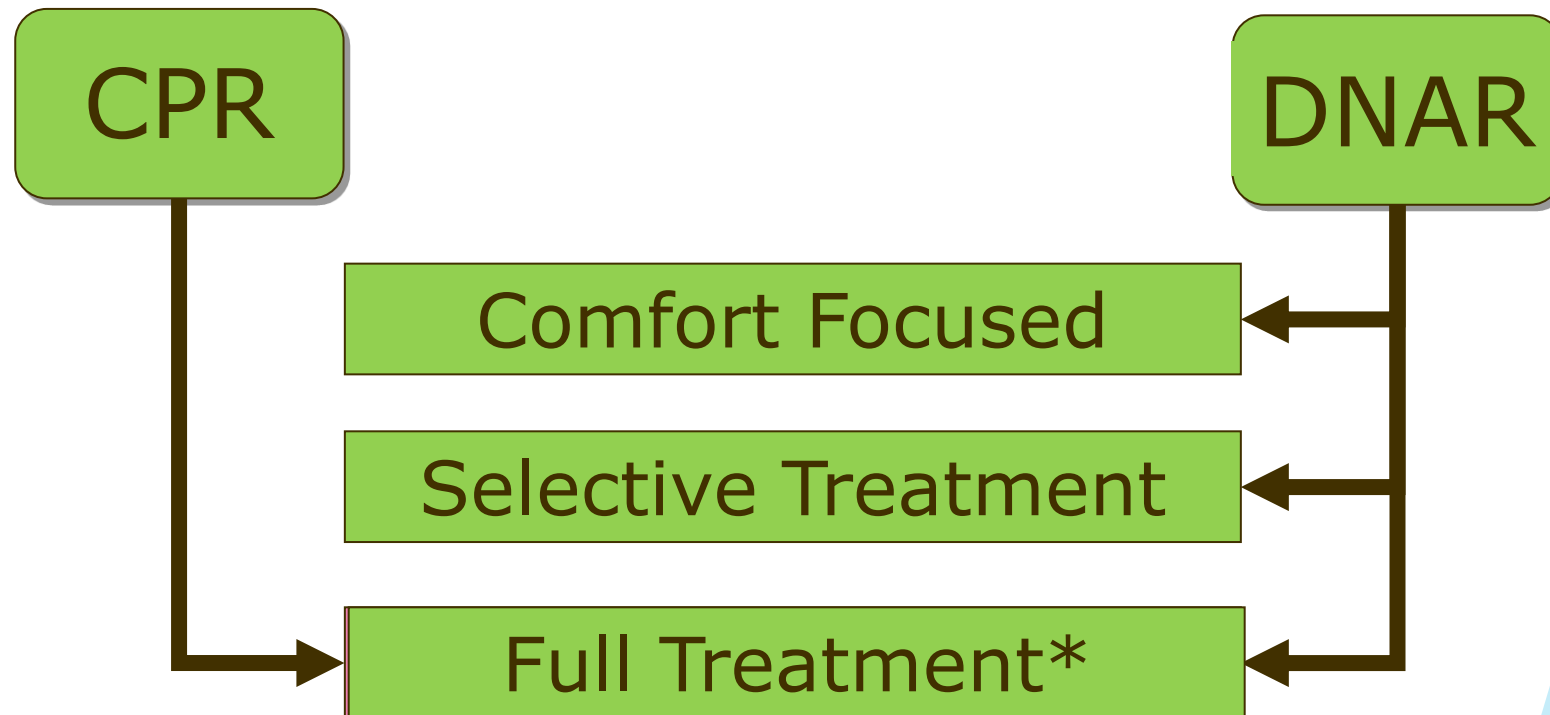 CPR
DNAR
Comfort Focused
Selective Treatment
Full Treatment*